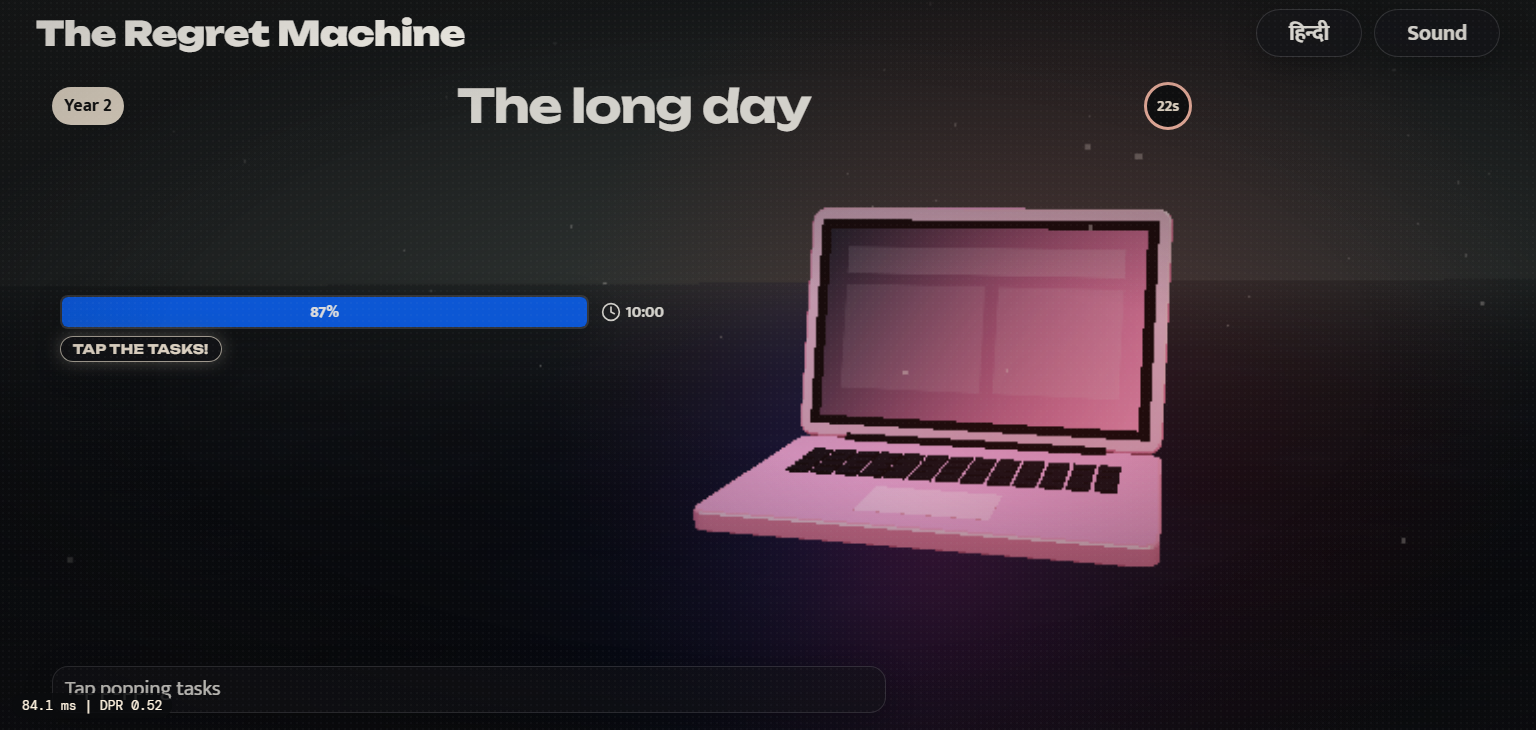 The Regret Machine
हिन्दी
Sound
Year 2
The long day
22s
87%
10:00
TAP THE TASKS!
Tap popping tasks
84.1 ms | DPR 0.52